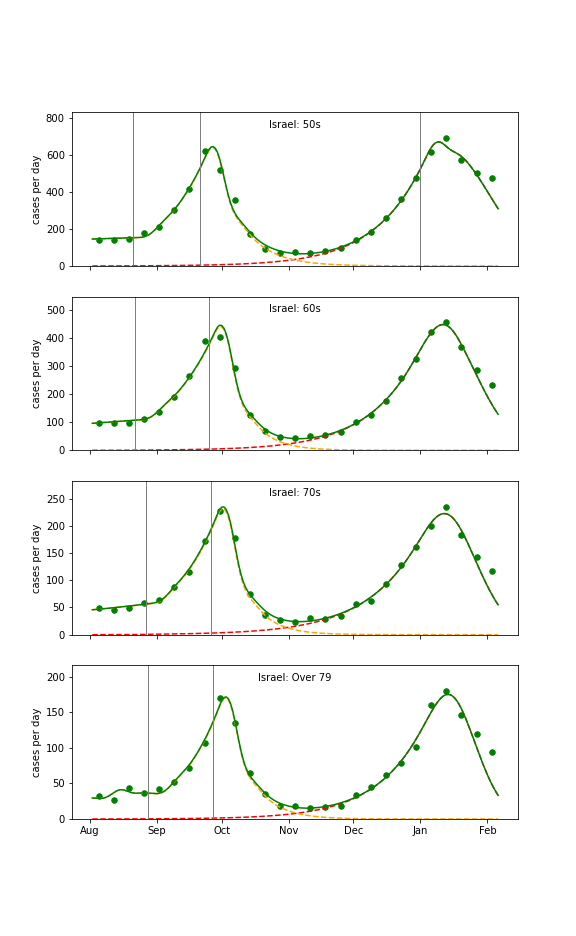 Israel: 50s
cases per day
800
600
400
200
0
Israel: 60s
cases per day
500
400
300
200
100
0
Israel: 70s
cases per day
250
200
150
100
50
0
Israel: Over 79
cases per day
200
150
100
50
0
Aug Sep Oct Nov Dec Jan Feb